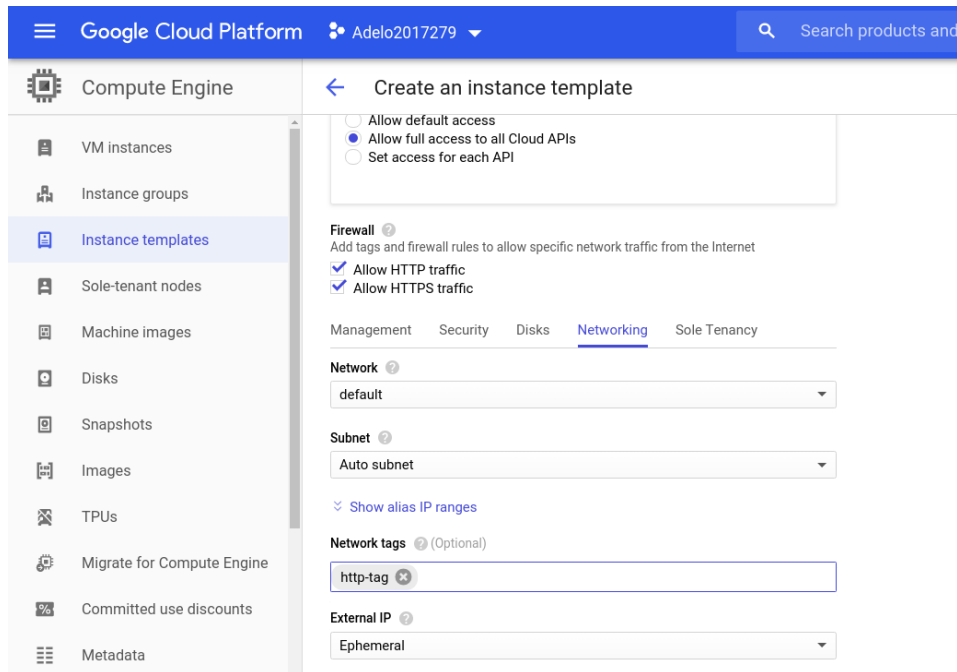 Google Cloud Platform
Adelo2017279
Search products and
Compute Engine
Create an instance template
VM instances
Instance groups
Instance templates
Sole-tenant nodes
Machine images
Disks
Snapshots
Images
TPUs
Migrate for Compute Engine
Committed use discounts
Metadata
Allow default access
Allow full access to all Cloud APIs
Set access for each API
Firewall ?
Add tags and firewall rules to allow specific network traffic from the Internet
Allow HTTP traffic
Allow HTTPS traffic
Management Security Disks Networking Sole Tenancy
Network ?
default
Subnet ?
Auto subnet
Show alias IP ranges
Network tags ? (Optional)
http-tag
External IP ?
Ephemeral